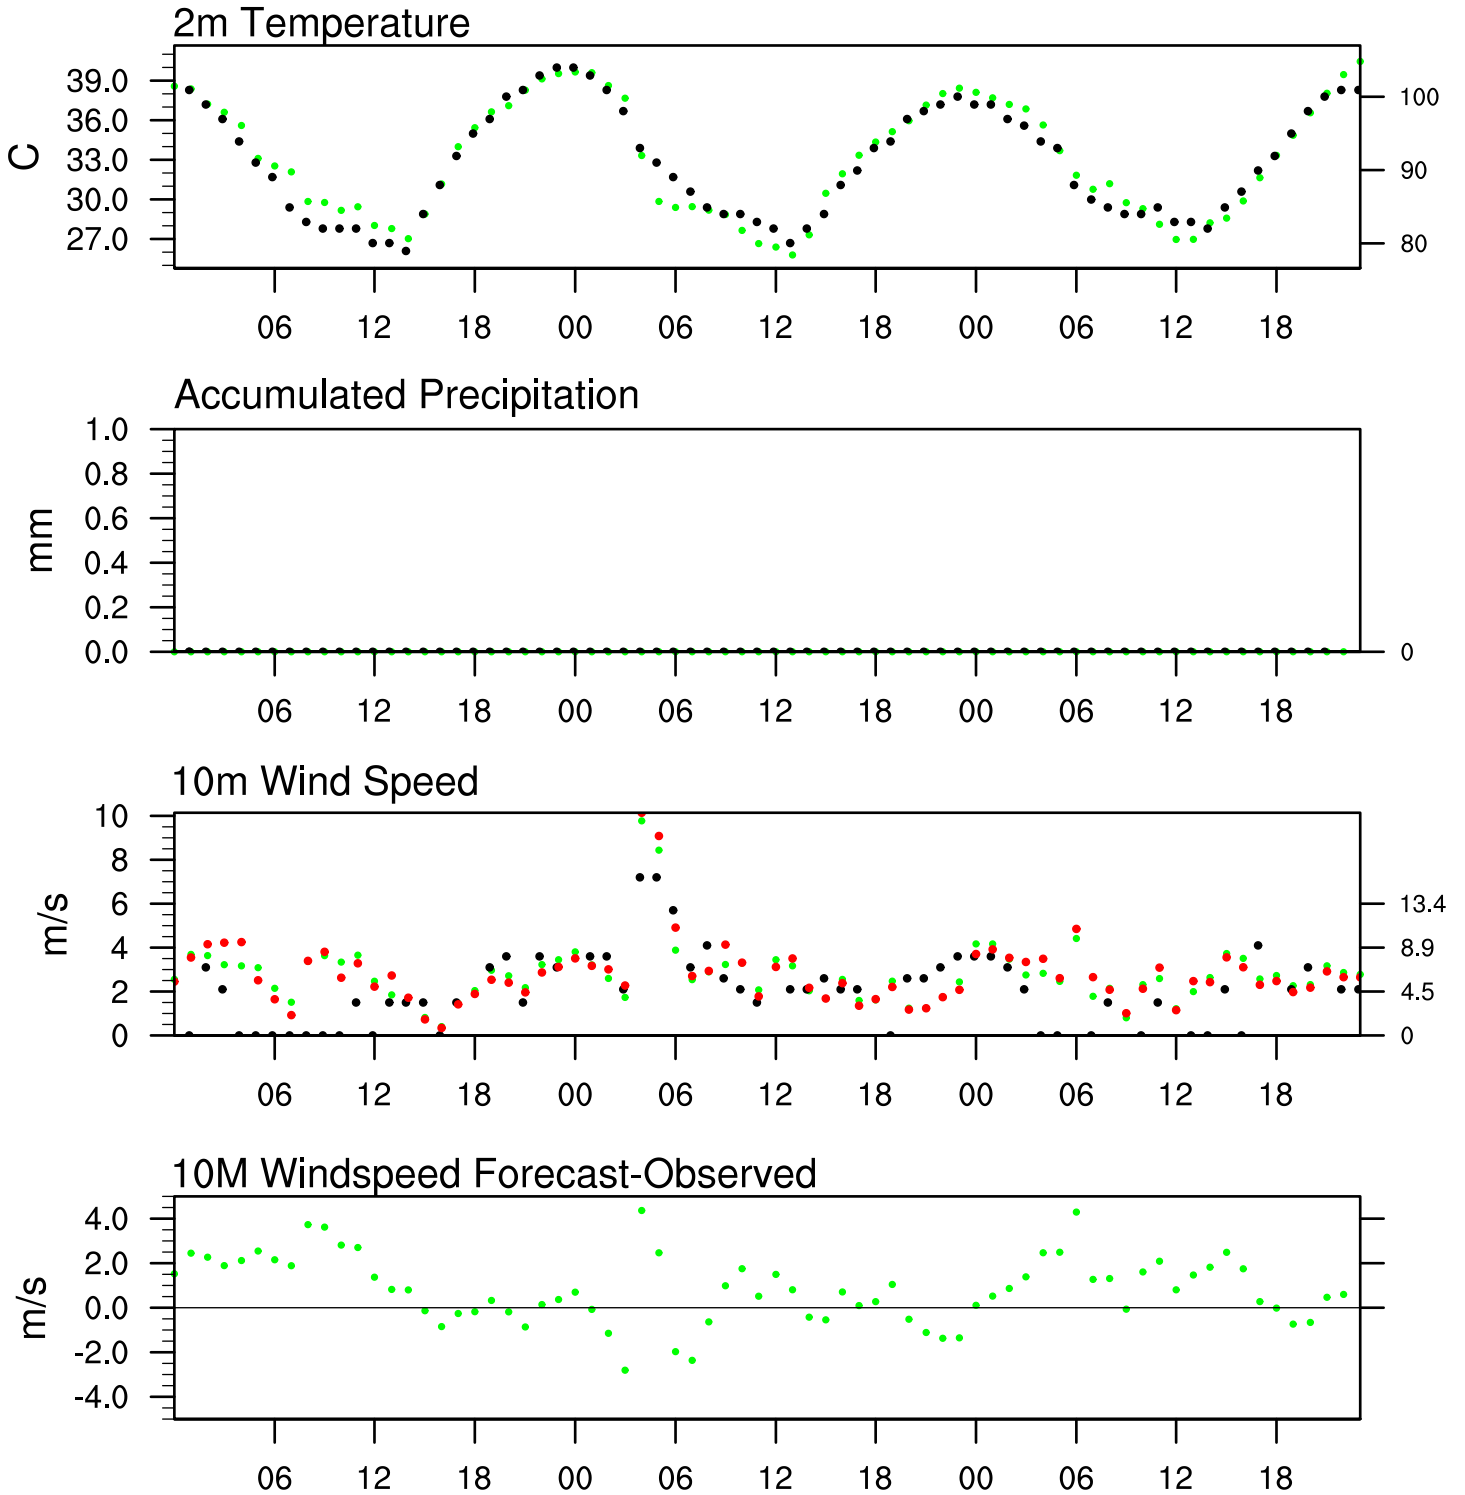 2m Temperature
39.0
36.0
33.0
30.0
27.0
C
100
90
80
06 12 18 00 06 12 18 00 06 12 18
Accumulated Precipitation
1.0
0.8
0.6
0.4
0.2
0.0
mm
0
06 12 18 00 06 12 18 00 06 12 18
10m Wind Speed
10
8
6
4
2
0
m/s
13.4
8.9
4.5
0
06 12 18 00 06 12 18 00 06 12 18
10M Windspeed Forecast-Observed
4.0
2.0
0.0
-2.0
-4.0
m/s
06 12 18 00 06 12 18 00 06 12 18